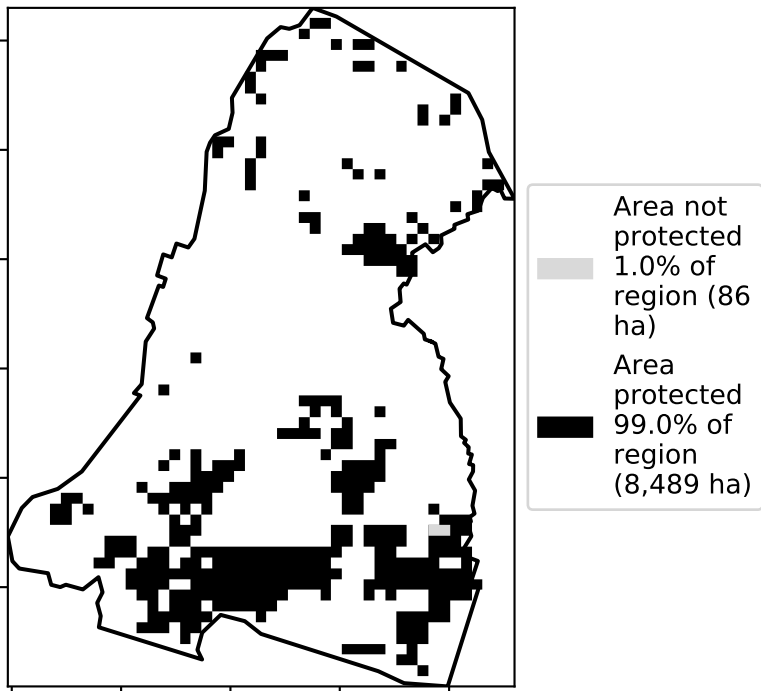 Area not
protected
1.0% of
region (86
ha)
Area
protected
99.0% of
region
(8,489 ha)